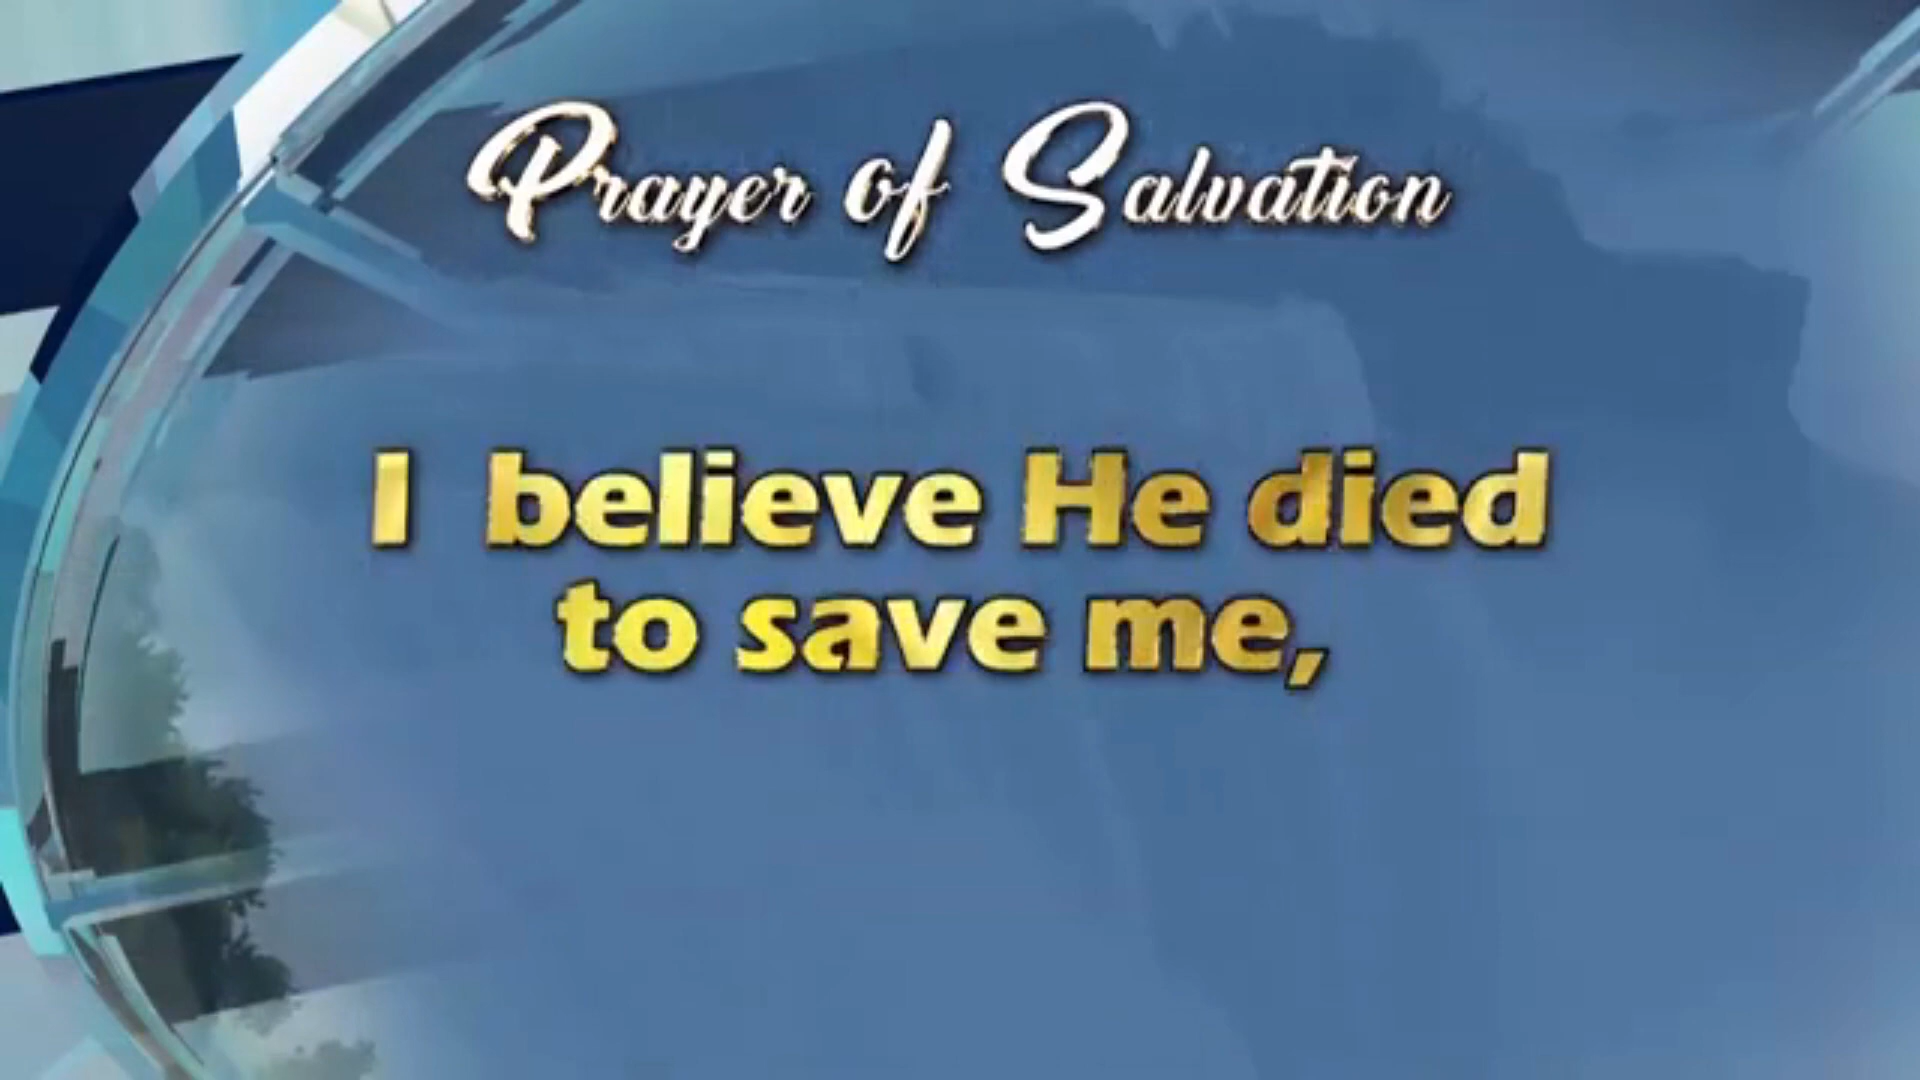 Prayer of Salvation
I believe He died
to save me,